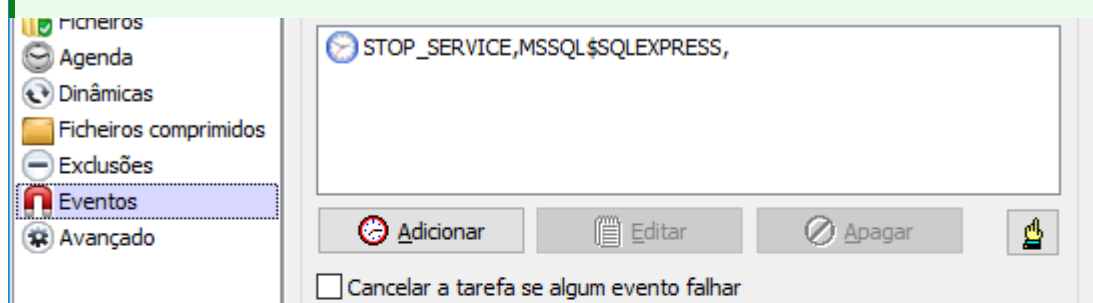 Ficheiros
Agenda
Dinâmicas
Ficheiros comprimidos
Exclusões
Eventos
Avançado
STOP_SERVICE,MSSQL$SQLEXPRESS,
Adicionar
Editar
Apagar
Cancelar a tarefa se algum evento falhar